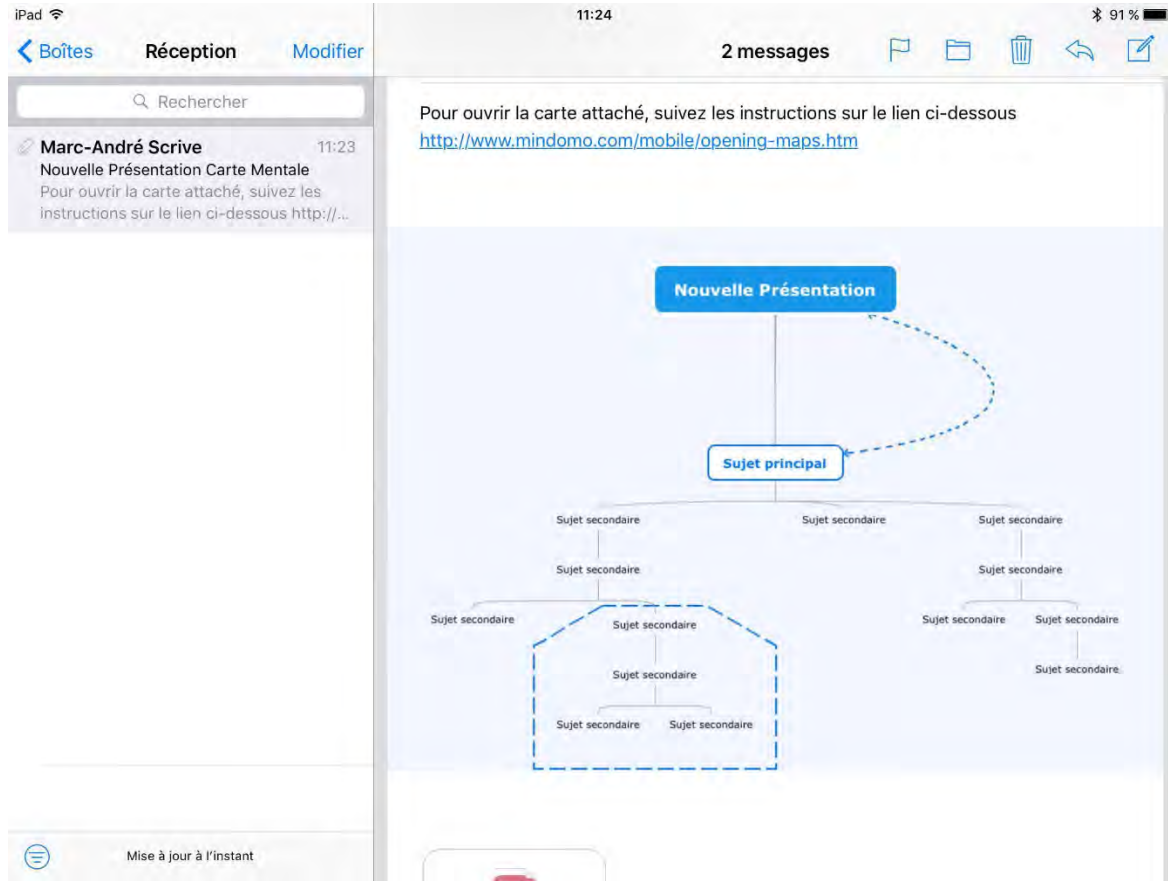 iPad 11:24 91 %
Boîtes Réception Modifier
2 messages
Rechercher
Marc-André Scrive 11:23
Nouvelle Présentation Carte Mentale
Pour ouvrir la carte attaché, suivez les
instructions sur le lien ci-dessous http://...
Mise à jour à l'instant
Pour ouvrir la carte attaché, suivez les instructions sur le lien ci-dessous
http://www.mindomo.com/mobile/opening-maps.htm
Nouvelle Présentation
Sujet principal
Sujet secondaire Sujet secondaire Sujet secondaire
Sujet secondaire Sujet secondaire
Sujet secondaire Sujet secondaire Sujet secondaire Sujet secondaire
Sujet secondaire Sujet secondaire
Sujet secondaire Sujet secondaire